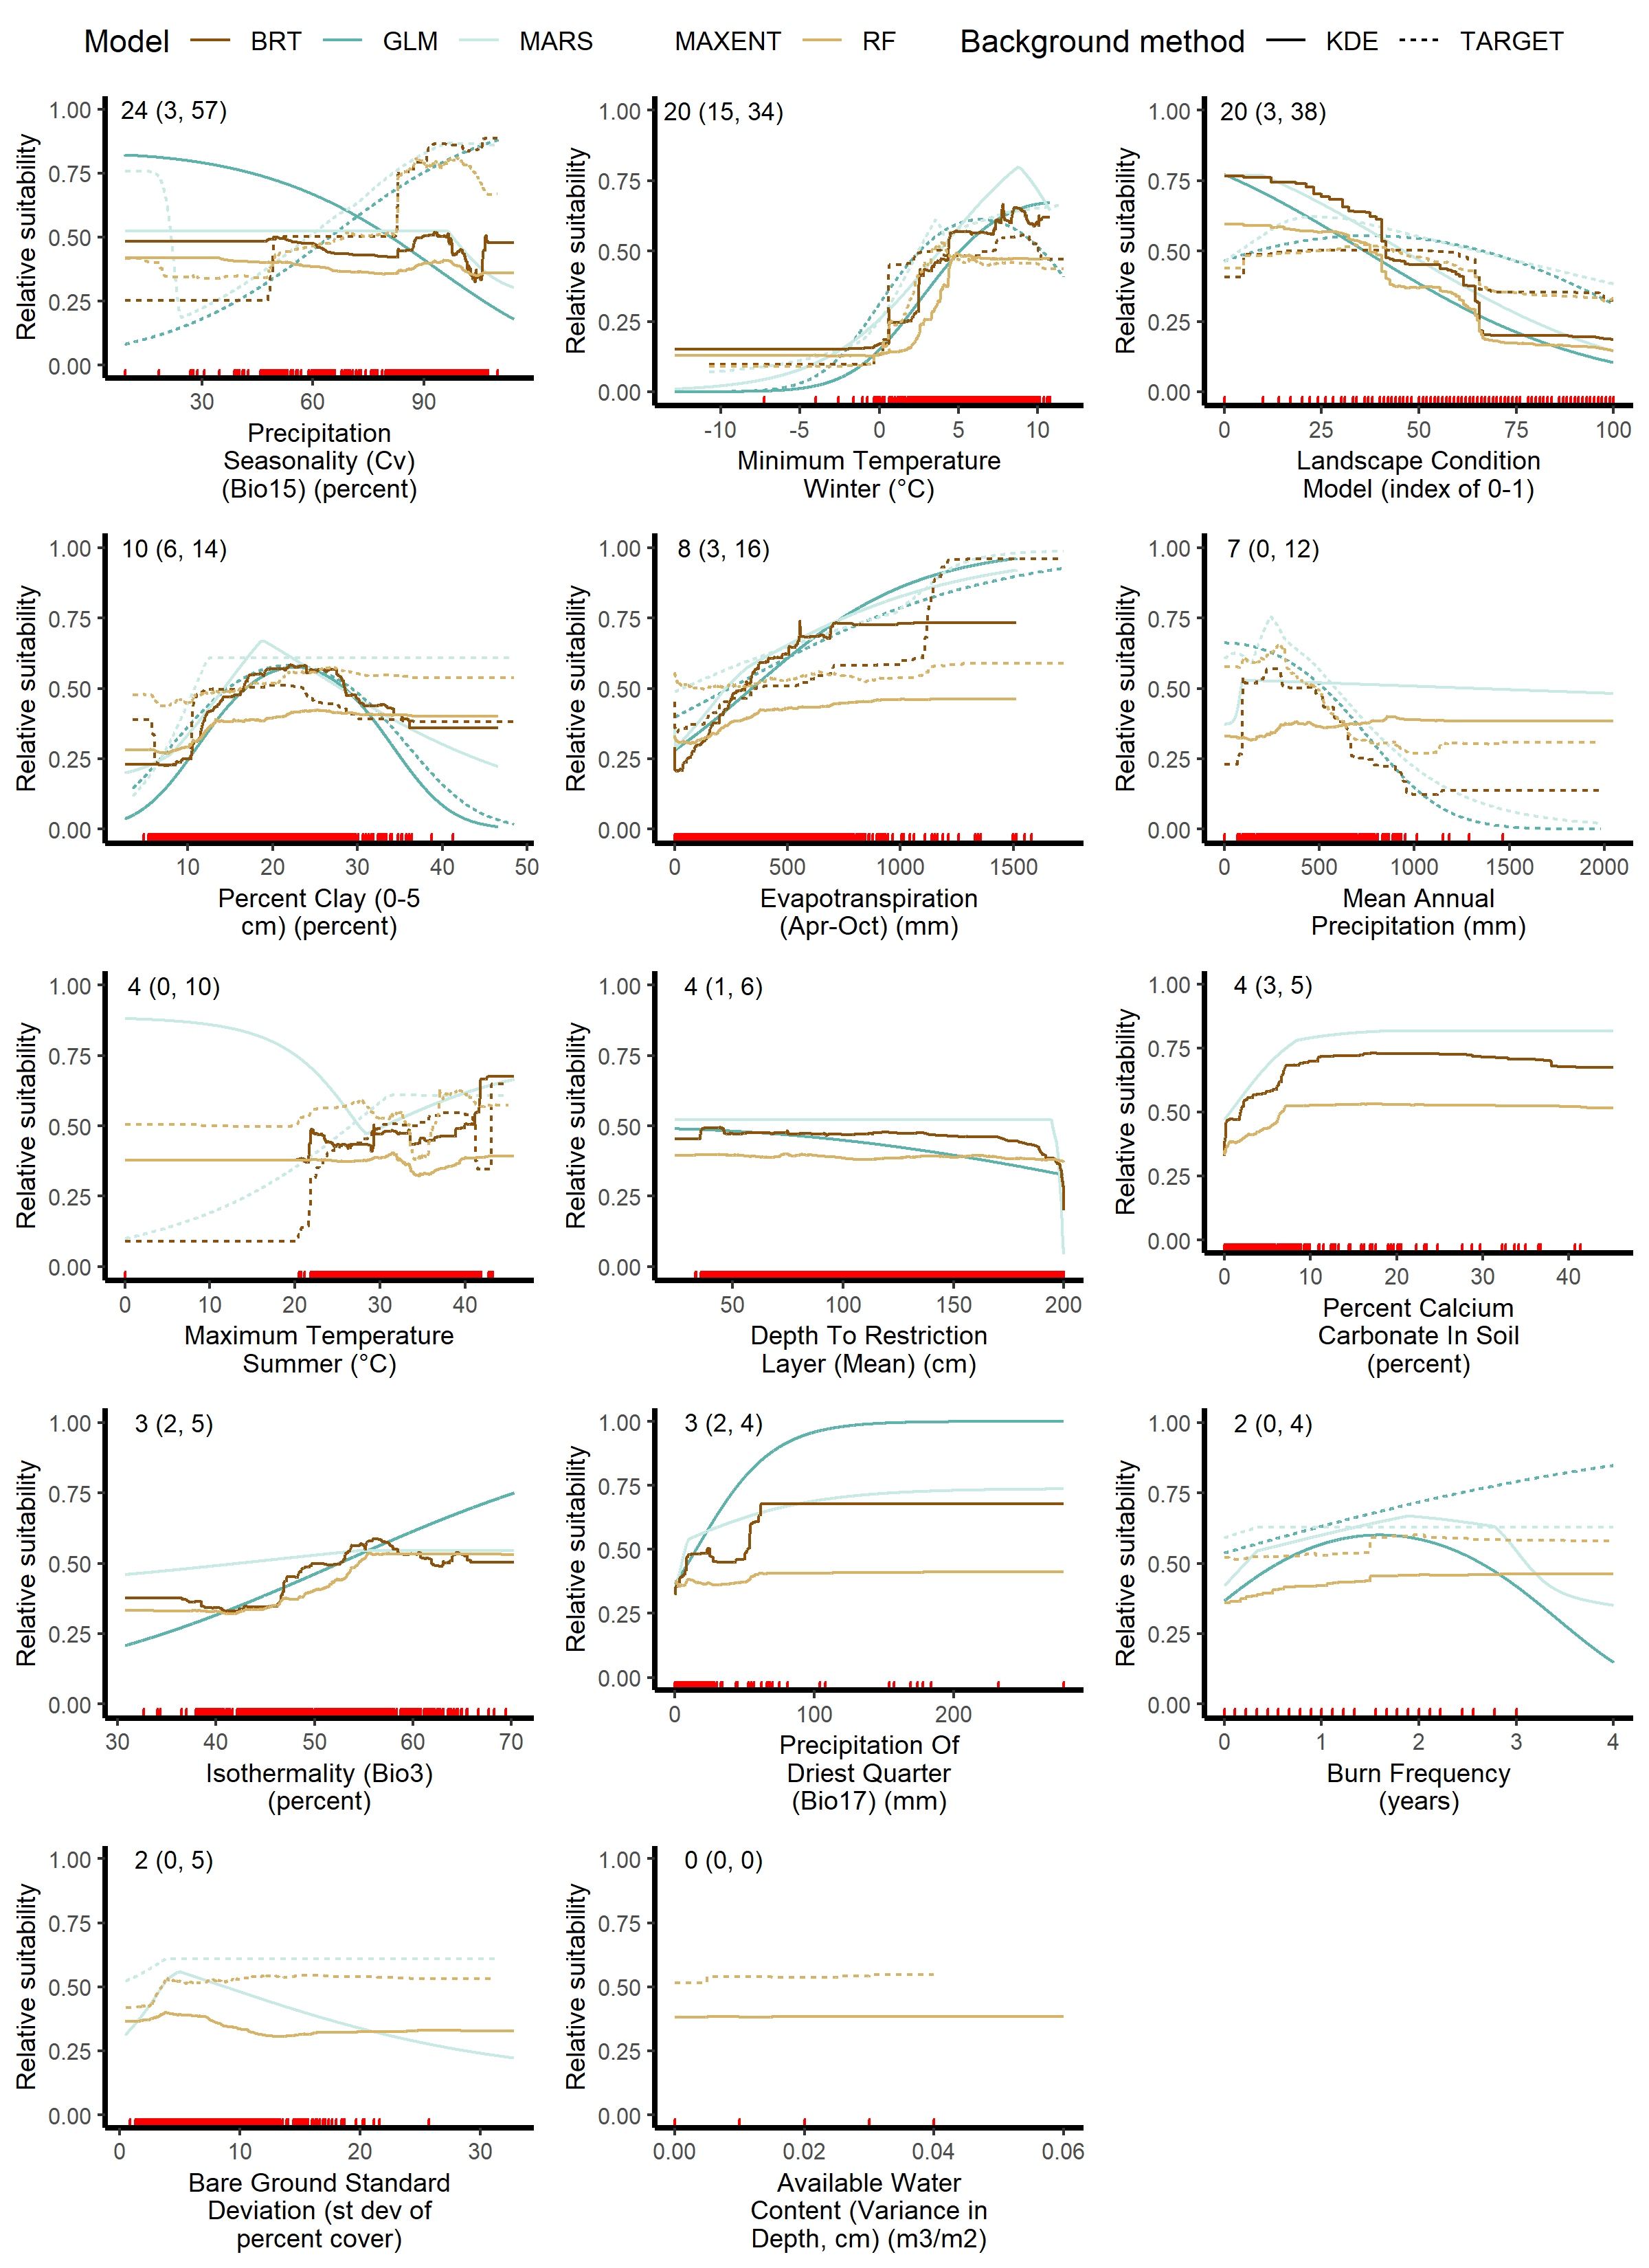 Model BRT GLM MARS MAXENT RF Background method KDE TARGET
24 (3, 57)
Relative suitability
1.00
0.75
0.50
0.25
0.00
30 60 90
Precipitation
Seasonality (Cv)
(Bio15) (percent)
20 (15, 34)
Relative suitability
1.00
0.75
0.50
0.25
0.00
-10 -5 0 5 10
Minimum Temperature
Winter (°C)
20 (3, 38)
Relative suitability
1.00
0.75
0.50
0.25
0.00
0 25 50 75 100
Landscape Condition
Model (index of 0-1)
10 (6, 14)
Relative suitability
1.00
0.75
0.50
0.25
0.00
10 20 30 40 50
Percent Clay (0-5
cm) (percent)
8 (3, 16)
Relative suitability
1.00
0.75
0.50
0.25
0.00
0 500 1000 1500
Evapotranspiration
(Apr-Oct) (mm)
7 (0, 12)
Relative suitability
1.00
0.75
0.50
0.25
0.00
0 500 1000 1500 2000
Mean Annual
Precipitation (mm)
4 (0, 10)
Relative suitability
1.00
0.75
0.50
0.25
0.00
0 10 20 30 40
Maximum Temperature
Summer (°C)
4 (1, 6)
Relative suitability
1.00
0.75
0.50
0.25
0.00
50 100 150 200
Depth To Restriction
Layer (Mean) (cm)
4 (3, 5)
Relative suitability
1.00
0.75
0.50
0.25
0.00
0 10 20 30 40
Percent Calcium
Carbonate In Soil
(percent)
3 (2, 5)
Relative suitability
1.00
0.75
0.50
0.25
0.00
30 40 50 60 70
Isothermality (Bio3)
(percent)
3 (2, 4)
Relative suitability
1.00
0.75
0.50
0.25
0.00
0 100 200
Precipitation Of
Driest Quarter
(Bio17) (mm)
2 (0, 4)
Relative suitability
1.00
0.75
0.50
0.25
0.00
0 1 2 3 4
Burn Frequency
(years)
2 (0, 5)
Relative suitability
1.00
0.75
0.50
0.25
0.00
0 10 20 30
Bare Ground Standard
Deviation (st dev of
percent cover)
0 (0, 0)
Relative suitability
1.00
0.75
0.50
0.25
0.00
0.00 0.02 0.04 0.06
Available Water
Content (Variance in
Depth, cm) (m3/m2)